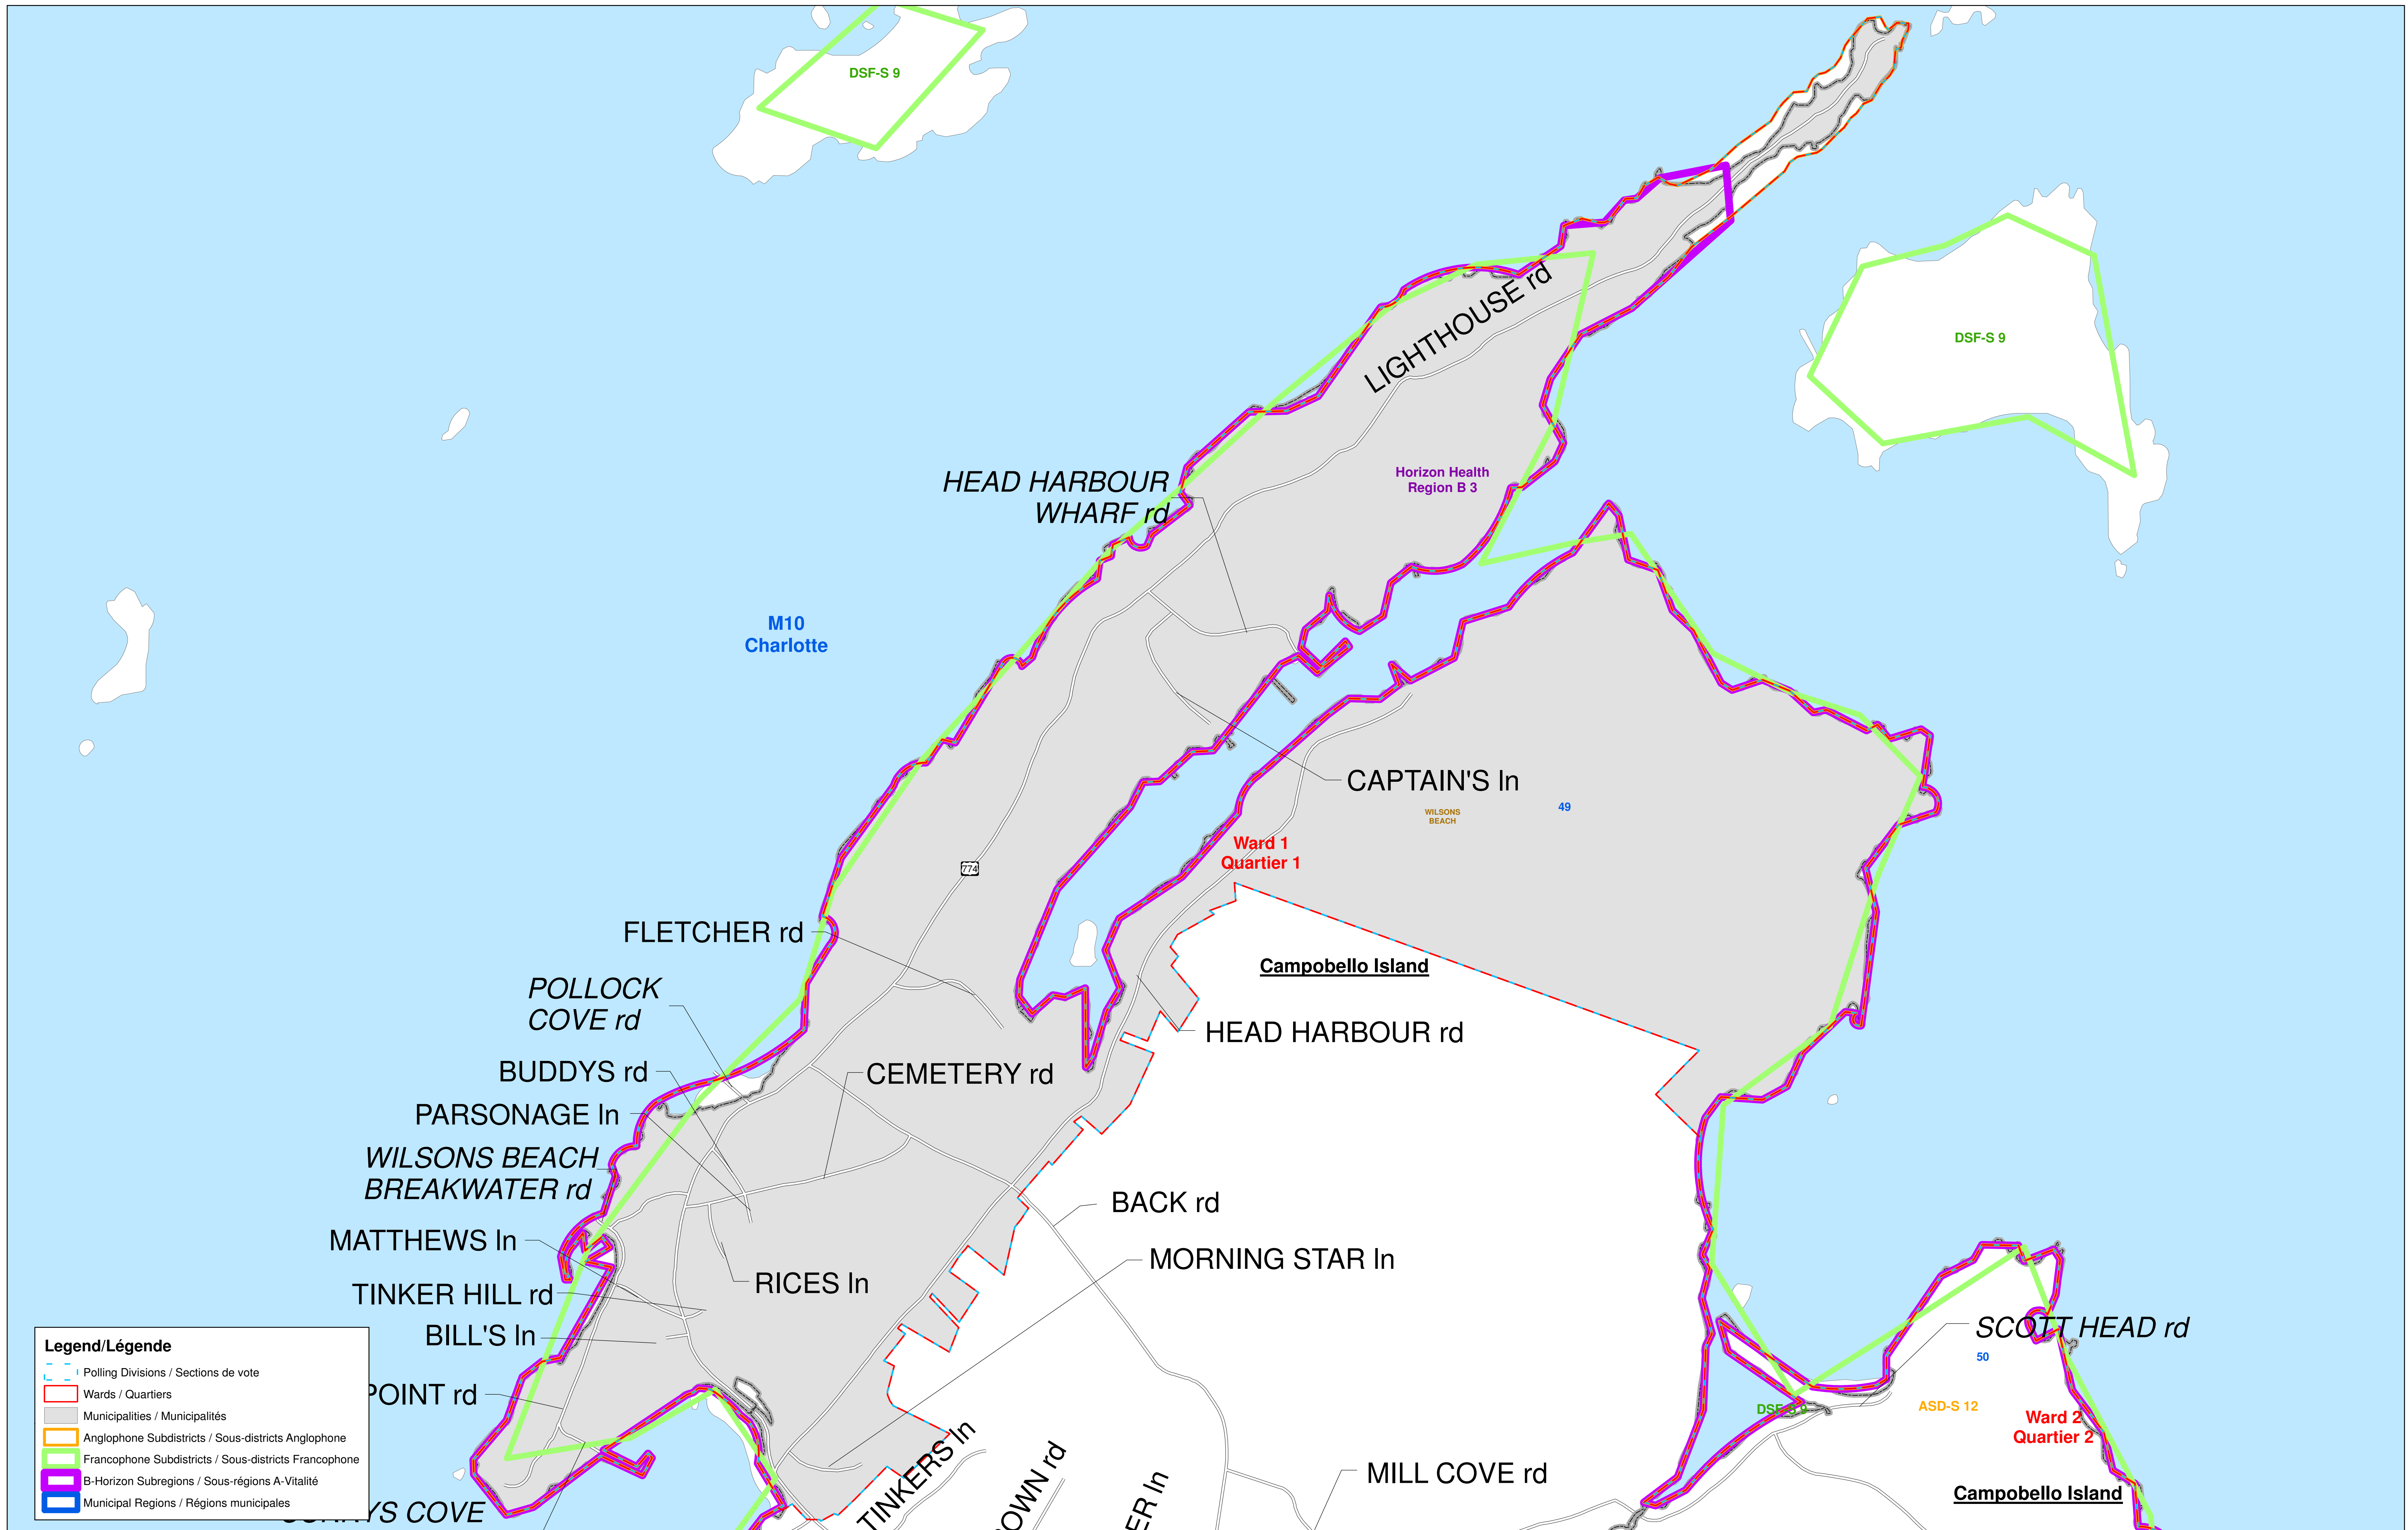 DSF-S 9
DSF-S 9
LIGHTHOUSE rd
HEAD HARBOUR
WHARF rd
Horizon Health
Region B 3
M10
Charlotte
CAPTAIN'S ln
WILSONS
BEACH
49
Ward 1
Quartier 1
774
FLETCHER rd
Campobello Island
POLLOCK
COVE rd
HEAD HARBOUR rd
BUDDYS rd
CEMETERY rd
PARSONAGE ln
WILSONS BEACH
BREAKWATER rd
BACK rd
MATTHEWS ln
MORNING STAR ln
RICES ln
TINKER HILL rd
BILL'S ln
SCOTT HEAD rd
50
POINT rd
DSF-S 9
ASD-S 12
Ward 2
Quartier 2
TINKERS ln
MILL COVE rd
Campobello Island
COVE
Legend/Légende
Polling Divisions / Sections de vote
Wards / Quartiers
Municipalities / Municipalités
Anglophone Subdistricts / Sous-districts Anglophone
Francophone Subdistricts / Sous-districts Francophone
B-Horizon Subregions / Sous-régions A-Vitalité
Municipal Regions / Régions municipales